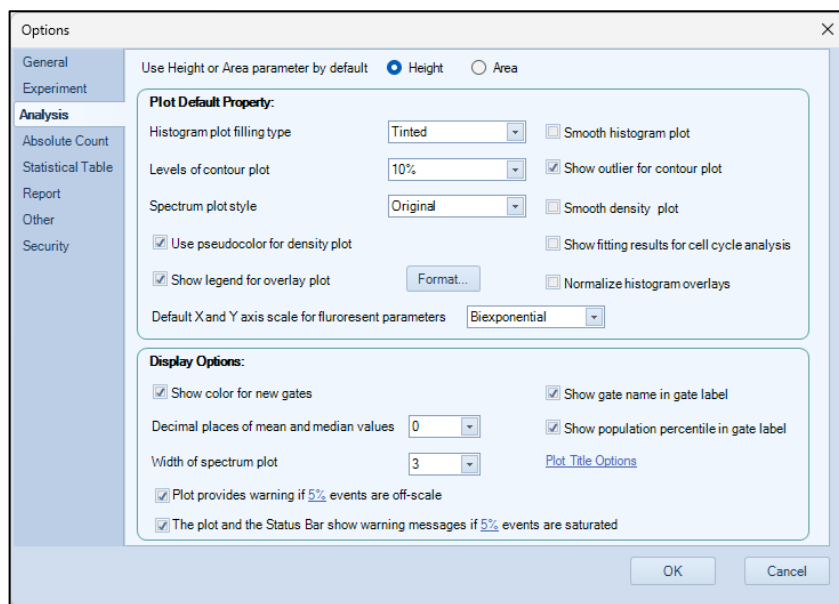 Options
General
Experiment
Analysis
Absolute Count
Statistical Table
Report
Other
Security
Use Height or Area parameter by default Height Area
Plot Default Property:
Histogram plot filling type Tinted Smooth histogram plot
Levels of contour plot 10% Show outlier for contour plot
Spectrum plot style Original Smooth density plot
Use pseudocolor for density plot Show fitting results for cell cycle analysis
Show legend for overlay plot Format... Normalize histogram overlays
Default X and Y axis scale for fluroresent parameters Biexponential
Display Options:
Show color for new gates Show gate name in gate label
Decimal places of mean and median values 0 Show population percentile in gate label
Width of spectrum plot 3 Plot Title Options
Plot provides warning if 5% events are off-scale
The plot and the Status Bar show warning messages if 5% events are saturated
OK Cancel